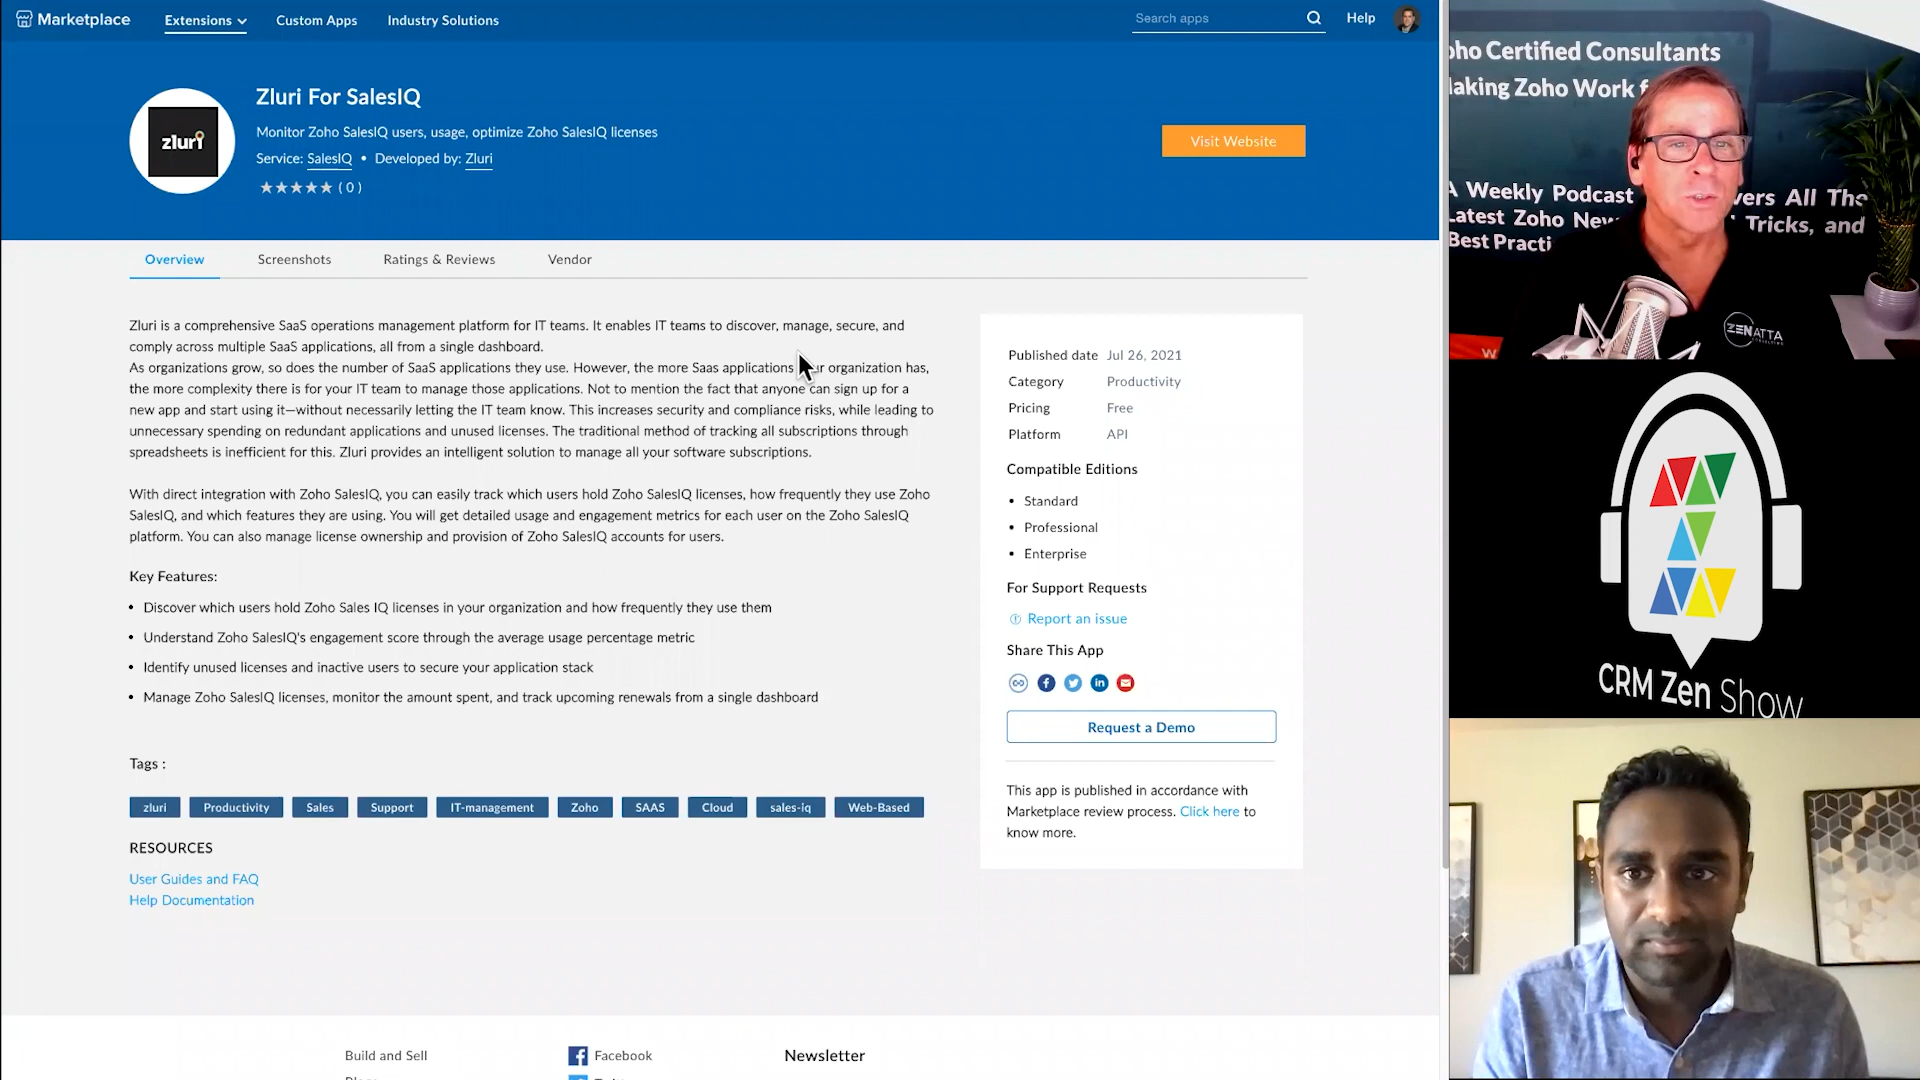 Marketplace
Extensions
Custom Apps
Industry Solutions
Search apps
Help
zluri
Zluri For SalesIQ
Monitor Zoho SalesIQ users, usage, optimize Zoho SalesIQ licenses
Service: SalesIQ • Developed by: Zluri
★★★★★ ( 0 )
Visit Website
Overview
Screenshots
Ratings & Reviews
Vendor
Zluri is a comprehensive SaaS operations management platform for IT teams. It enables IT teams to discover, manage, secure, and
comply across multiple SaaS applications, all from a single dashboard.
As organizations grow, so does the number of SaaS applications they use. However, the more Saas applications r organization has,
the more complexity there is for your IT team to manage those applications. Not to mention the fact that anyone can sign up for a
new app and start using it—without necessarily letting the IT team know. This increases security and compliance risks, while leading to
unnecessary spending on redundant applications and unused licenses. The traditional method of tracking all subscriptions through
spreadsheets is inefficient for this. Zluri provides an intelligent solution to manage all your software subscriptions.
With direct integration with Zoho SalesIQ, you can easily track which users hold Zoho SalesIQ licenses, how frequently they use Zoho
SalesIQ, and which features they are using. You will get detailed usage and engagement metrics for each user on the Zoho SalesIQ
platform. You can also manage license ownership and provision of Zoho SalesIQ accounts for users.
Key Features:
• Discover which users hold Zoho Sales IQ licenses in your organization and how frequently they use them
• Understand Zoho SalesIQ's engagement score through the average usage percentage metric
• Identify unused licenses and inactive users to secure your application stack
• Manage Zoho SalesIQ licenses, monitor the amount spent, and track upcoming renewals from a single dashboard
Tags :
zluri
Productivity
Sales
Support
IT-management
Zoho
SAAS
Cloud
sales-iq
Web-Based
RESOURCES
User Guides and FAQ
Help Documentation
Published date Jul 26, 2021
Category Productivity
Pricing Free
Platform API
Compatible Editions
• Standard
• Professional
• Enterprise
For Support Requests
Report an issue
Share This App
Request a Demo
This app is published in accordance with
Marketplace review process. Click here to
know more.
Build and Sell
Facebook
Newsletter
oho Certified Consultants
aking Zoho Work f
A Weekly Podcast vers All The
Latest Zoho New Tricks, and
Best Practi
ZENATTA
CONSULTING
CRM Zen Show